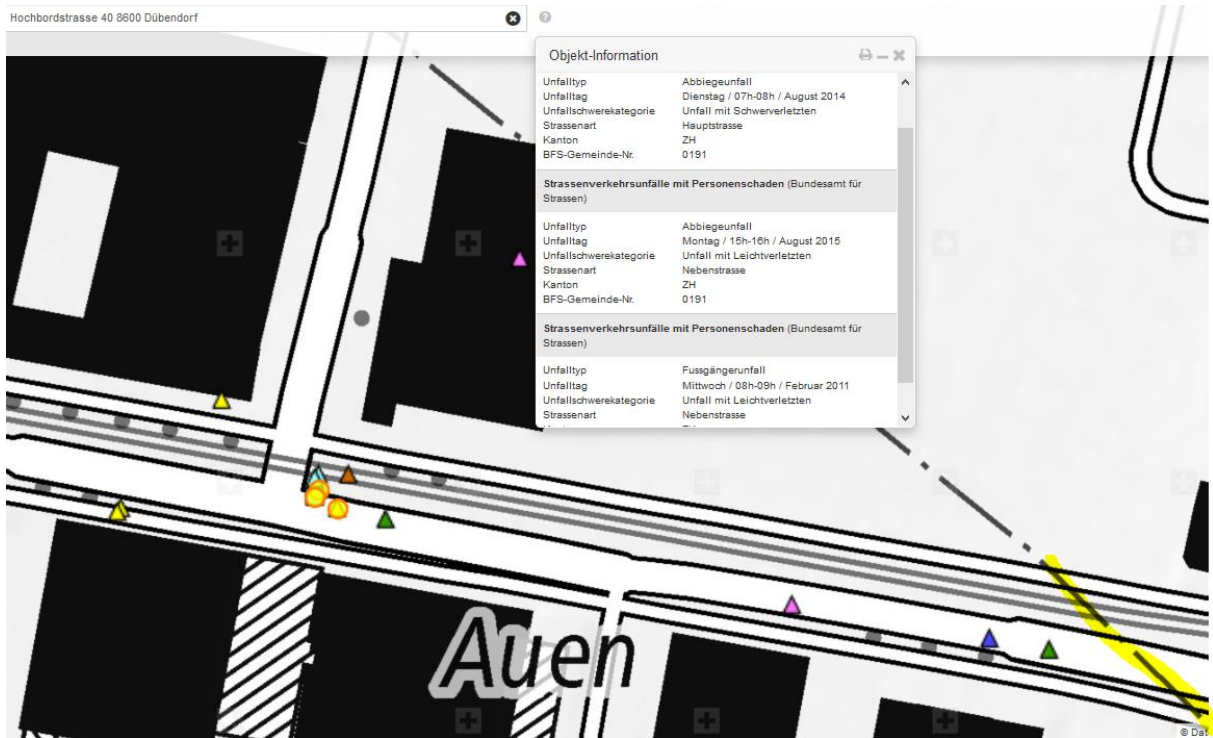 Hochbordstrasse 40 8600 Dübendorf
Objekt-Information
Unfalltyp Abbiegeunfall
Unfalltag Dienstag / 07h-08h / August 2014
Unfallschwerekategorie Unfall mit Schwerverletzten
Strassenart Hauptstrasse
Kanton ZH
BFS-Gemeinde-Nr. 0191
Strassenverkehrsunfälle mit Personenschaden (Bundesamt für
Strassen)
Unfalltyp Abbiegeunfall
Unfalltag Montag / 15h-16h / August 2015
Unfallschwerekategorie Unfall mit Leichtverletzten
Strassenart Nebenstrasse
Kanton ZH
BFS-Gemeinde-Nr. 0191
Strassenverkehrsunfälle mit Personenschaden (Bundesamt für
Strassen)
Unfalltyp Fussgängerunfall
Unfalltag Mittwoch / 08h-09h / Februar 2011
Unfallschwerekategorie Unfall mit Leichtverletzten
Strassenart Nebenstrasse
Auen
© Dat